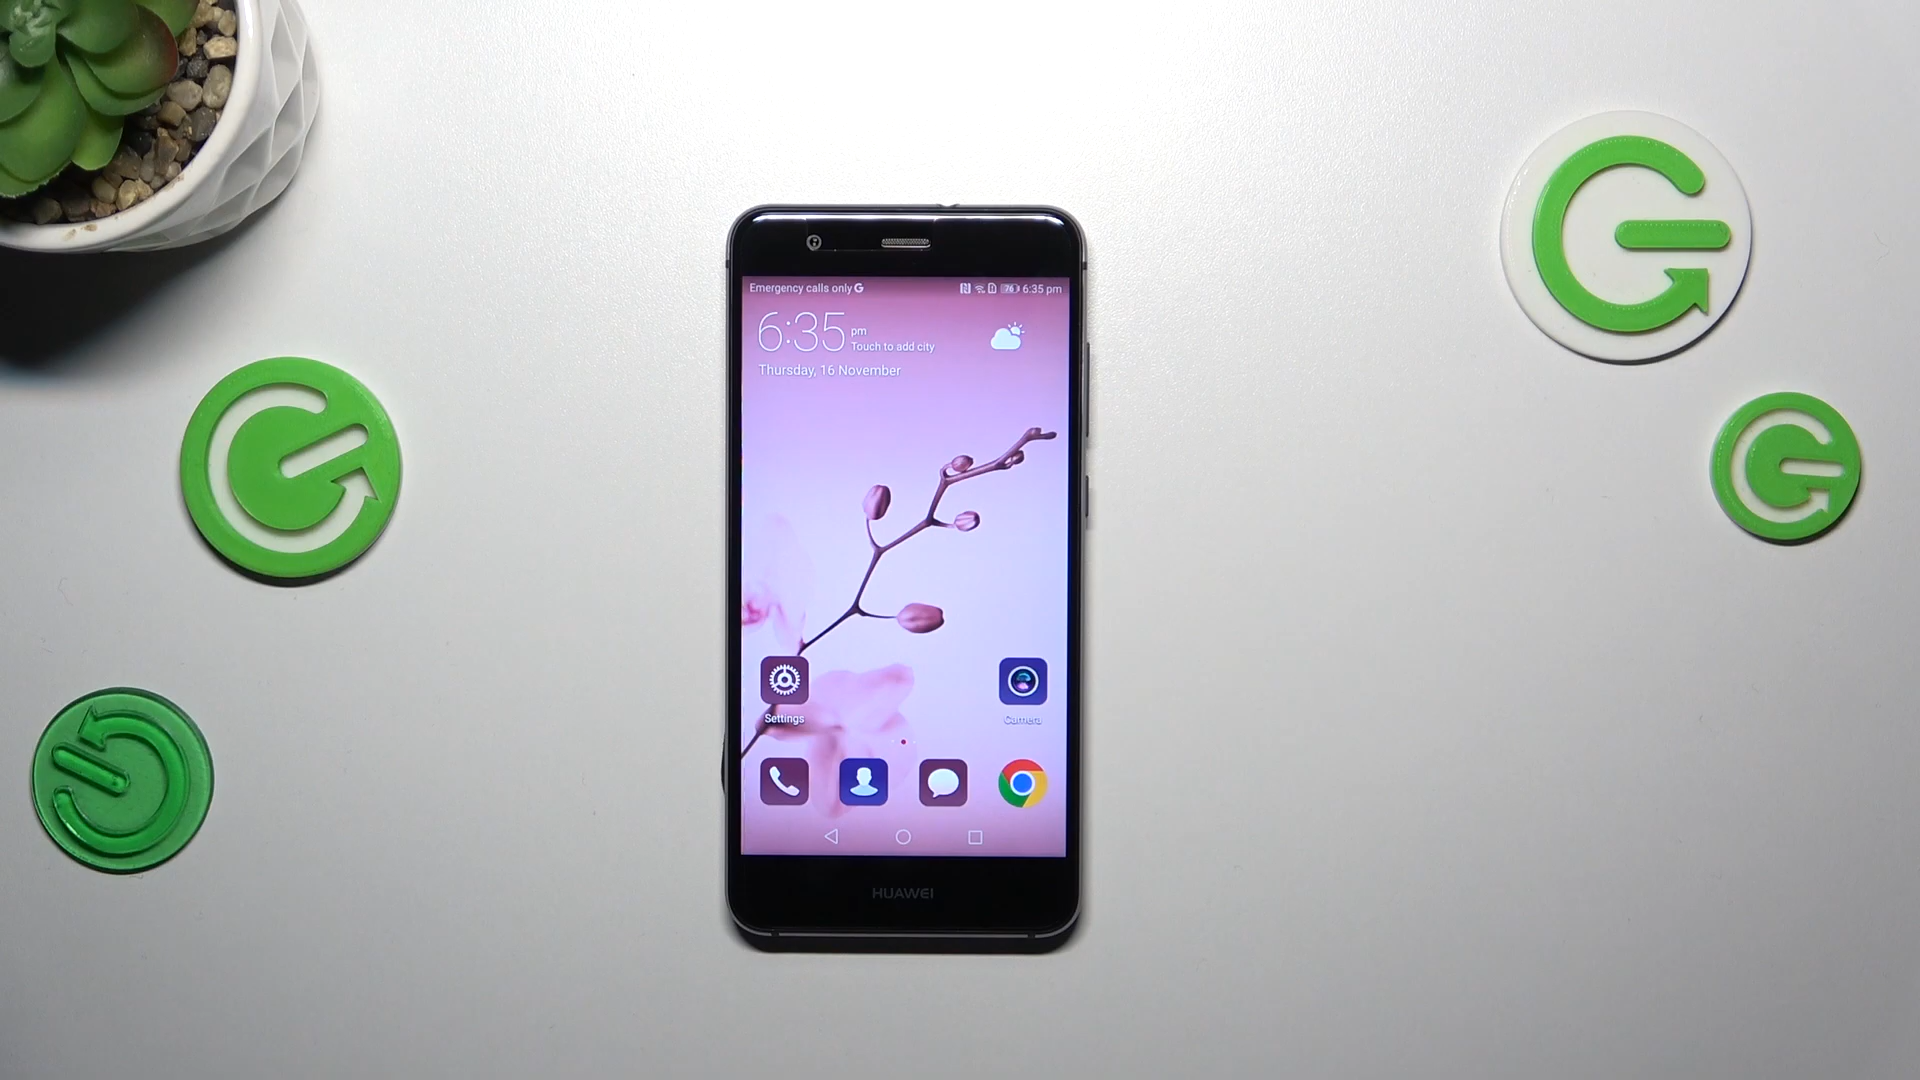 Emergency calls only G
76 6:35 pm
6:35 pm
Touch to add city
Thursday, 16 November
Settings
Camera
HUAWEI